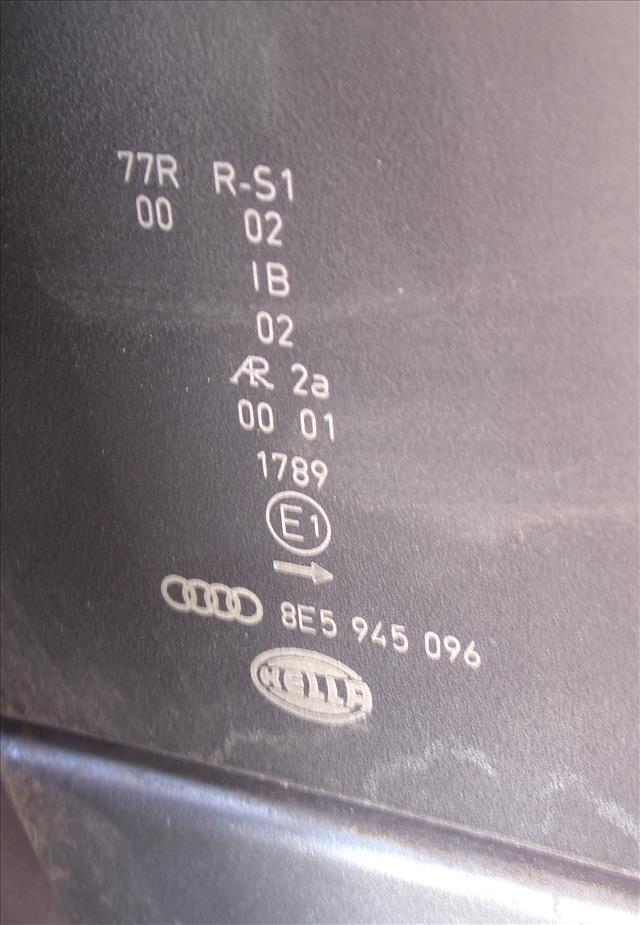 77R R-S1
00 02
IB
02
AR 2a
00 01
1789
E1
8E5 945 096
HELLA